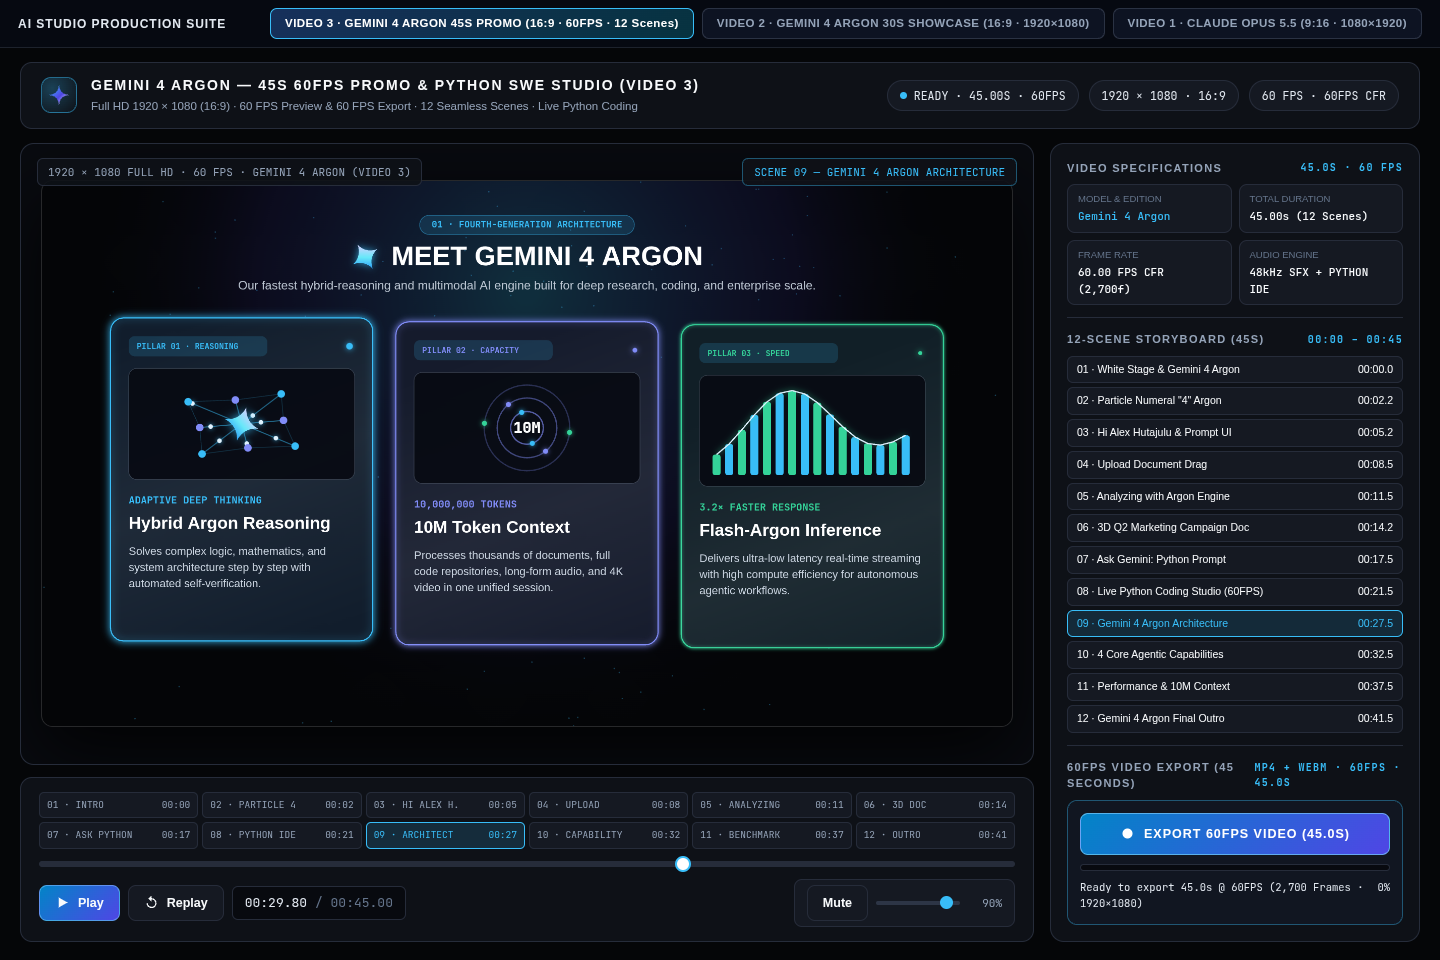 AI STUDIO PRODUCTION SUITE
VIDEO 3 · GEMINI 4 ARGON 45S PROMO (16:9 · 60FPS · 12 Scenes)
VIDEO 2 · GEMINI 4 ARGON 30S SHOWCASE (16:9 · 1920×1080)
VIDEO 1 · CLAUDE OPUS 5.5 (9:16 · 1080×1920)
GEMINI 4 ARGON — 45S 60FPS PROMO & PYTHON SWE STUDIO (VIDEO 3)
Full HD 1920 × 1080 (16:9) · 60 FPS Preview & 60 FPS Export · 12 Seamless Scenes · Live Python Coding
READY · 45.00S · 60FPS
1920 × 1080 · 16:9
60 FPS · 60FPS CFR
1920 × 1080 FULL HD · 60 FPS · GEMINI 4 ARGON (VIDEO 3)
SCENE 09 — GEMINI 4 ARGON ARCHITECTURE
01 · FOURTH-GENERATION ARCHITECTURE
MEET GEMINI 4 ARGON
Our fastest hybrid-reasoning and multimodal AI engine built for deep research, coding, and enterprise scale.
PILLAR 01 · REASONING
ADAPTIVE DEEP THINKING
Hybrid Argon Reasoning
Solves complex logic, mathematics, and
system architecture step by step with
automated self-verification.
PILLAR 02 · CAPACITY
10M
10,000,000 TOKENS
10M Token Context
Processes thousands of documents, full
code repositories, long-form audio, and 4K
video in one unified session.
PILLAR 03 · SPEED
3.2× FASTER RESPONSE
Flash-Argon Inference
Delivers ultra-low latency real-time streaming
with high compute efficiency for autonomous
agentic workflows.
01 · INTRO 00:00
02 · PARTICLE 4 00:02
03 · HI ALEX H. 00:05
04 · UPLOAD 00:08
05 · ANALYZING 00:11
06 · 3D DOC 00:14
07 · ASK PYTHON 00:17
08 · PYTHON IDE 00:21
09 · ARCHITECT 00:27
10 · CAPABILITY 00:32
11 · BENCHMARK 00:37
12 · OUTRO 00:41
Play
Replay
00:29.80 / 00:45.00
Mute
90%
VIDEO SPECIFICATIONS
45.0S · 60 FPS
MODEL & EDITION
Gemini 4 Argon
TOTAL DURATION
45.00s (12 Scenes)
FRAME RATE
60.00 FPS CFR
(2,700f)
AUDIO ENGINE
48kHz SFX + PYTHON
IDE
12-SCENE STORYBOARD (45S)
00:00 – 00:45
01 · White Stage & Gemini 4 Argon 00:00.0
02 · Particle Numeral "4" Argon 00:02.2
03 · Hi Alex Hutajulu & Prompt UI 00:05.2
04 · Upload Document Drag 00:08.5
05 · Analyzing with Argon Engine 00:11.5
06 · 3D Q2 Marketing Campaign Doc 00:14.2
07 · Ask Gemini: Python Prompt 00:17.5
08 · Live Python Coding Studio (60FPS) 00:21.5
09 · Gemini 4 Argon Architecture 00:27.5
10 · 4 Core Agentic Capabilities 00:32.5
11 · Performance & 10M Context 00:37.5
12 · Gemini 4 Argon Final Outro 00:41.5
60FPS VIDEO EXPORT (45
SECONDS)
MP4 + WEBM · 60FPS ·
45.0S
EXPORT 60FPS VIDEO (45.0S)
Ready to export 45.0s @ 60FPS (2,700 Frames ·
1920×1080)
0%